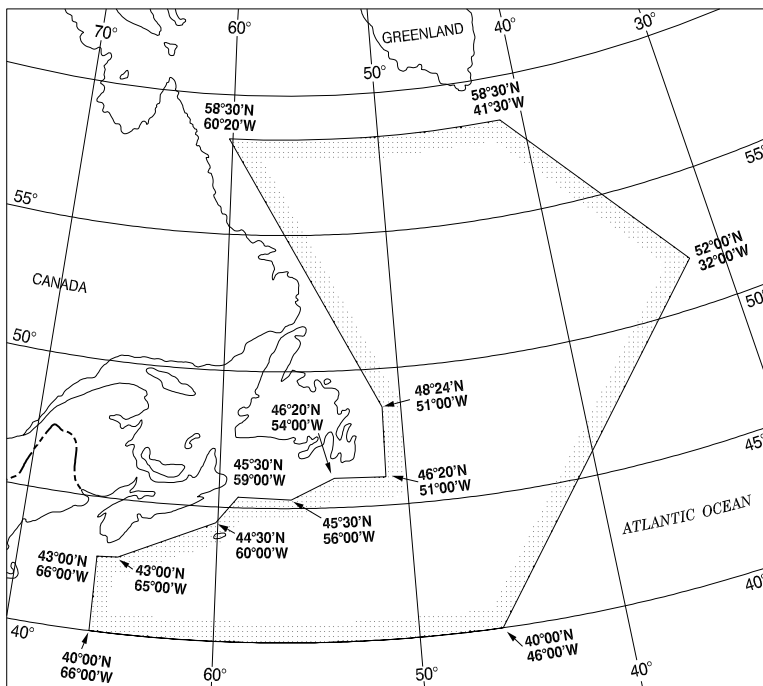 70°
60°
GREENLAND
40°
30°
50°
58°30'N
60°20'W
58°30'N
41°30'W
55°
55°
52°00'N
32°00'W
CANADA
50°
50°
48°24'N
51°00'W
46°20'N
54°00'W
45°
45°30'N
59°00'W
46°20'N
51°00'W
ATLANTIC OCEAN
45°30'N
56°00'W
44°30'N
60°00'W
43°00'N
66°00'W
43°00'N
65°00'W
40°
40°
40°00'N
66°00'W
40°00'N
46°00'W
60°
50°
40°